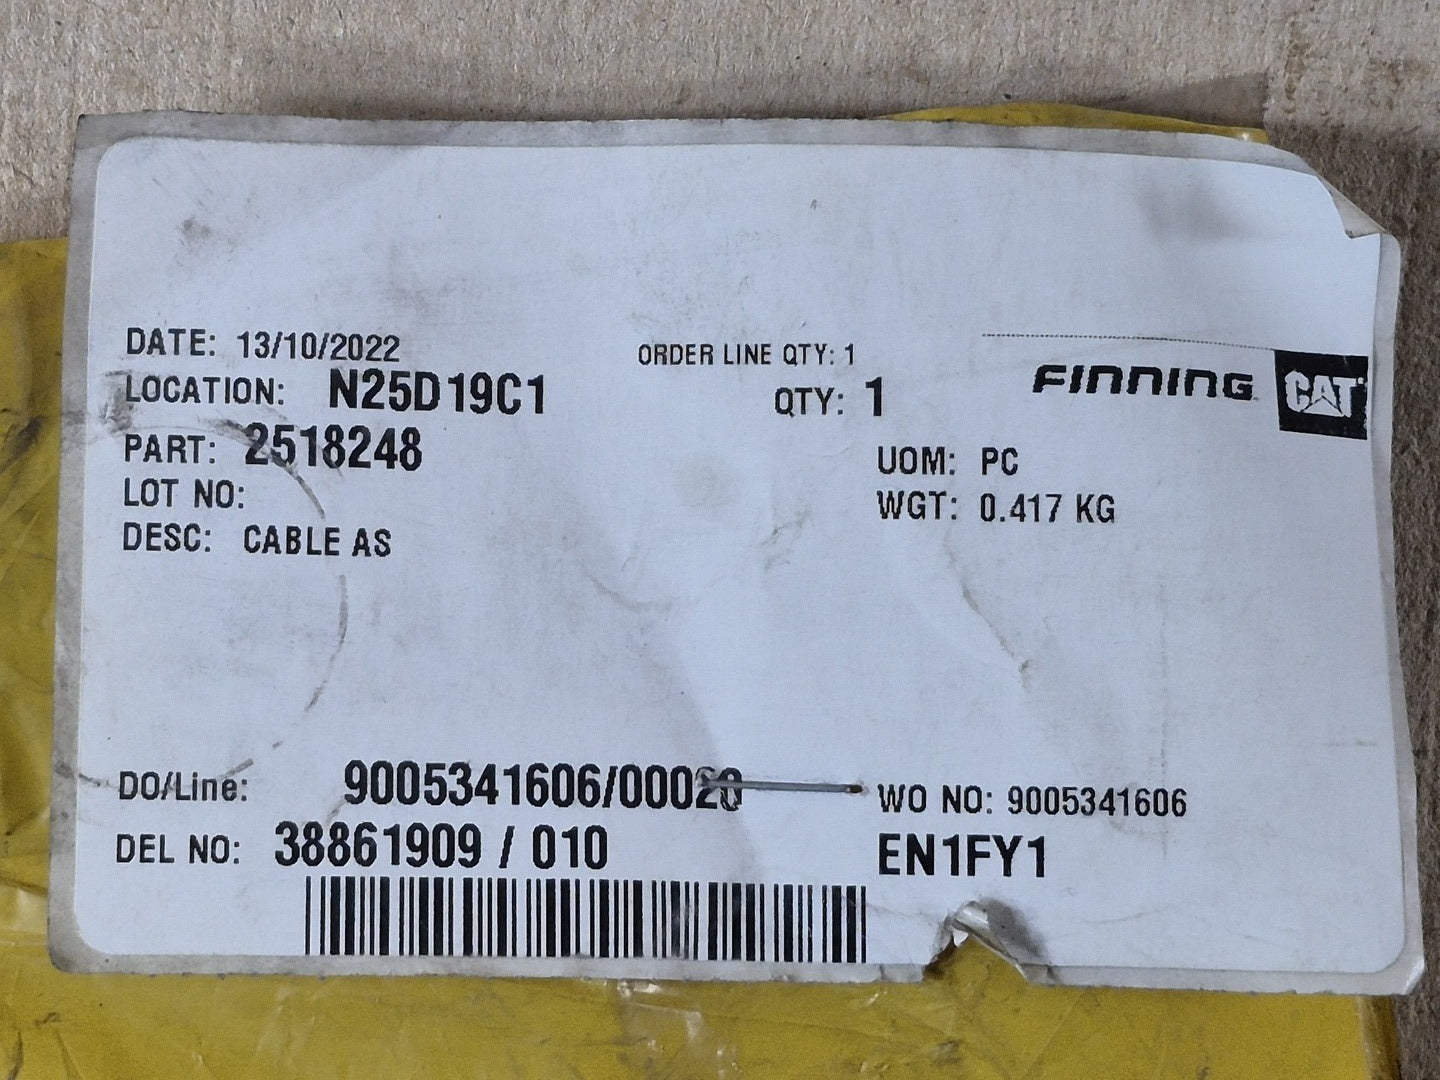 DATE: 13/10/2022
ORDER LINE QTY: 1
LOCATION: N25D19C1
QTY: 1
FINNING CAT
PART: 2518248
UOM: PC
LOT NO:
WGT: 0.417 KG
DESC: CABLE AS
DO/Line: 9005341606/00020
WO NO: 9005341606
DEL NO: 38861909 / 010
EN1FY1